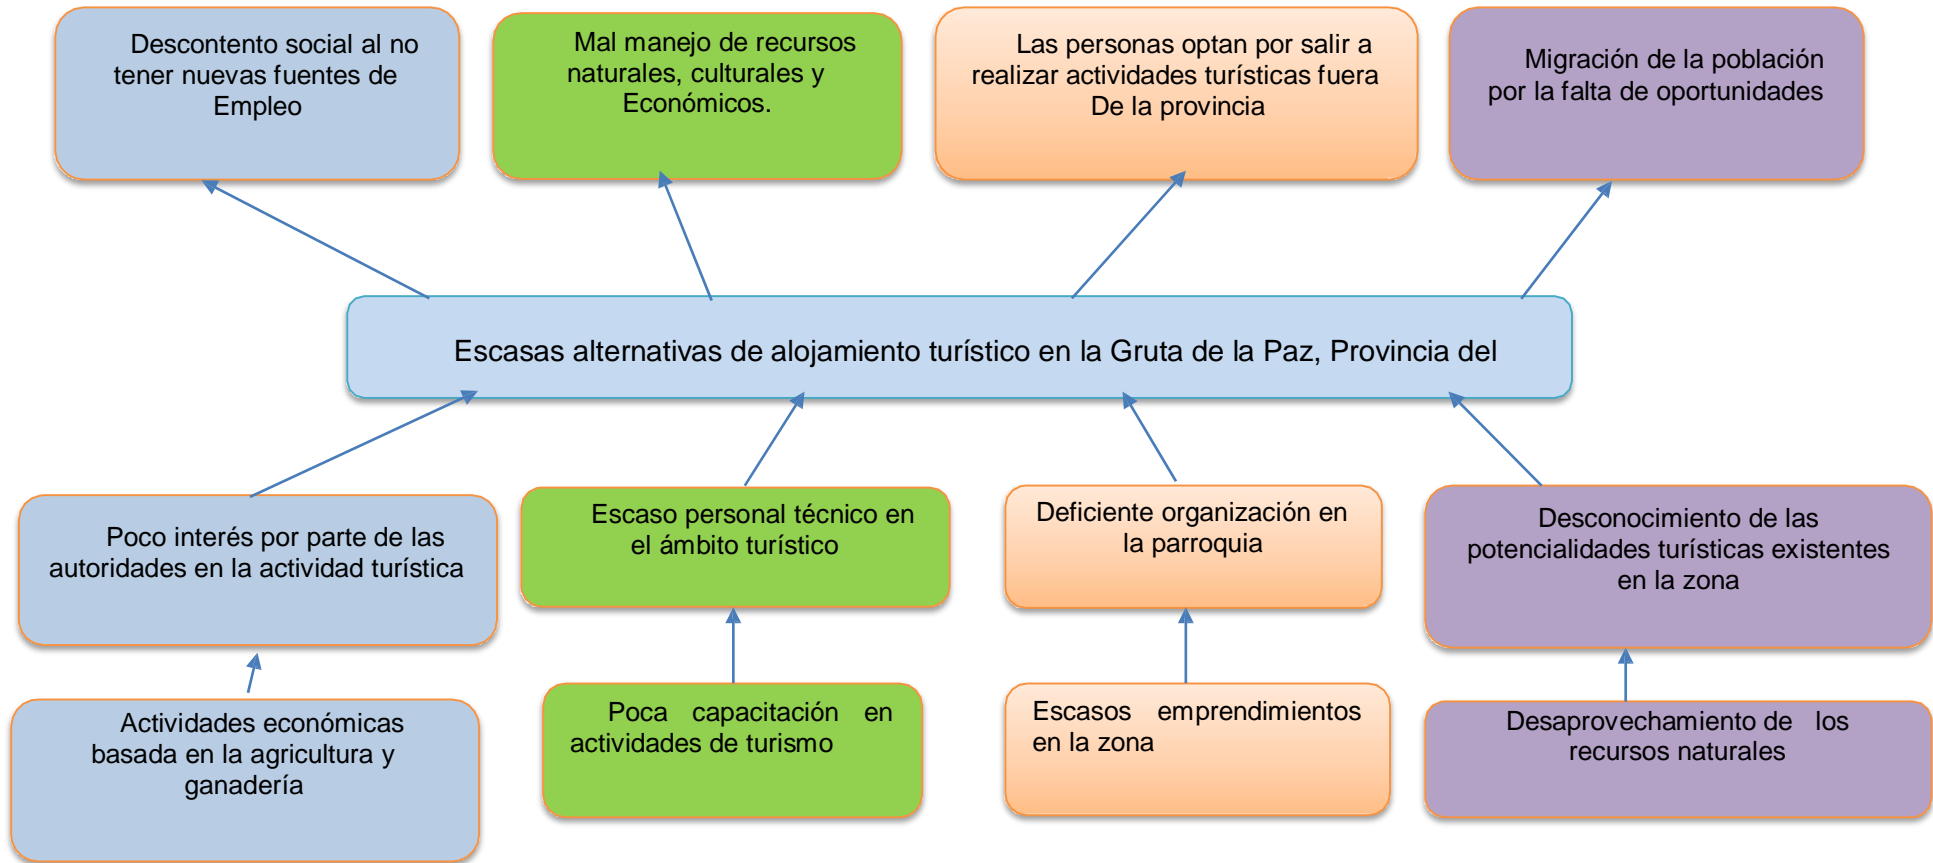 Descontento social al no
tener nuevas fuentes de
Empleo
Mal manejo de recursos
naturales, culturales y
Económicos.
Las personas optan por salir a
realizar actividades turísticas fuera
De la provincia
Migración de la población
por la falta de oportunidades
Escasas alternativas de alojamiento turístico en la Gruta de la Paz, Provincia del
Poco interés por parte de las
autoridades en la actividad turística
Escaso personal técnico en
el ámbito turístico
Deficiente organización en
la parroquia
Desconocimiento de las
potencialidades turísticas existentes
en la zona
Actividades económicas
basada en la agricultura y
ganadería
Poca capacitación en
actividades de turismo
Escasos emprendimientos
en la zona
Desaprovechamiento de los
recursos naturales